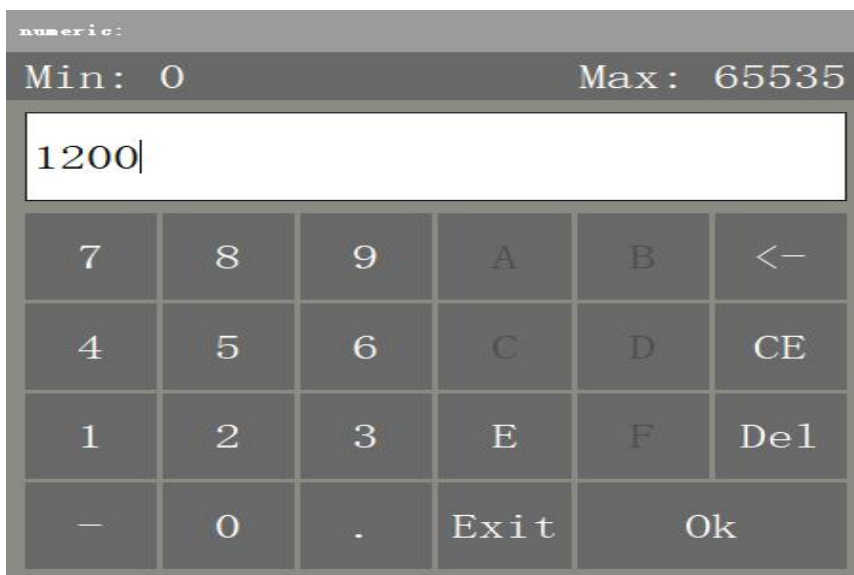 numeric:
Min: 0 Max: 65535
1200
7 8 9 A B <-
4 5 6 C D CE
1 2 3 E F Del
- 0 . Exit Ok